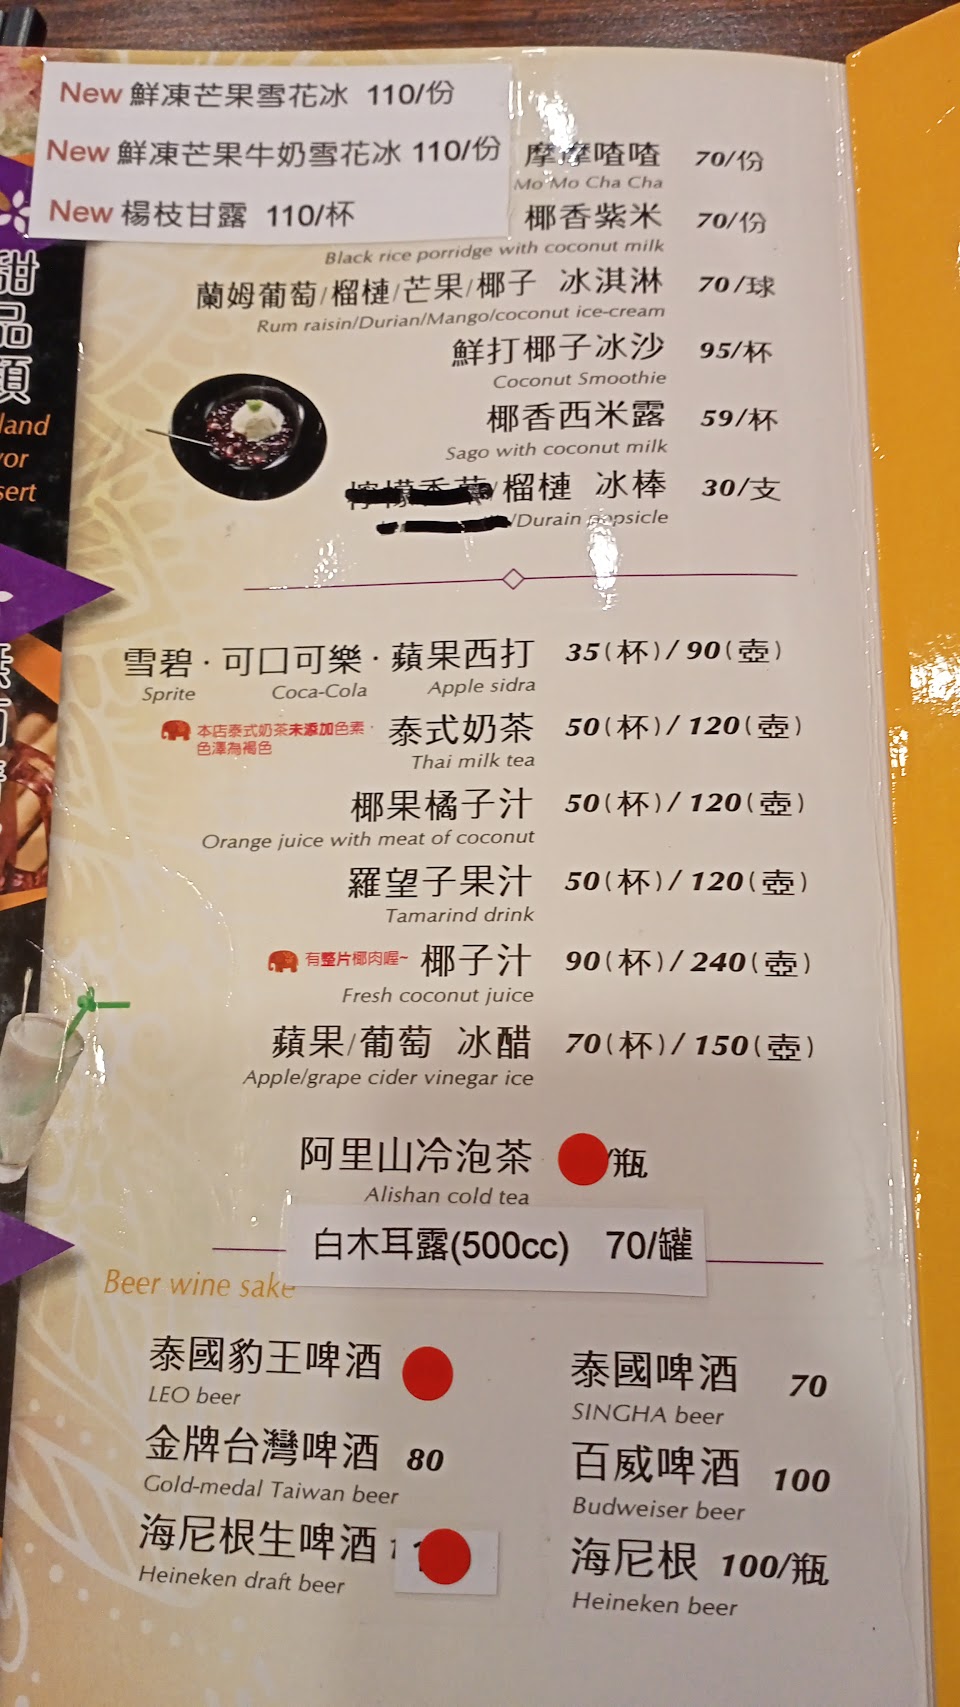 New 鮮凍芒果雪花冰 110/份
New 鮮凍芒果牛奶雪花冰 110/份
New 楊枝甘露 110/杯
摩摩喳喳 70/份
Mo Mo Cha Cha
椰香紫米 70/份
Black rice porridge with coconut milk
蘭姆葡萄/榴槤/芒果/椰子 冰淇淋 70/球
Rum raisin/Durian/Mango/coconut ice-cream
鮮打椰子冰沙 95/杯
Coconut Smoothie
椰香西米露 59/杯
Sago with coconut milk
/榴槤 冰棒 30/支
/Durain popsicle
甜品類
land
vor
sert
雪碧·可口可樂·蘋果西打 35(杯)/90(壺)
Sprite Coca-Cola Apple sidra
本店泰式奶茶未添加色素·
色澤為褐色
泰式奶茶 50(杯)/120(壺)
Thai milk tea
椰果橘子汁 50(杯)/120(壺)
Orange juice with meat of coconut
羅望子果汁 50(杯)/120(壺)
Tamarind drink
有整片椰肉喔~ 椰子汁 90(杯)/240(壺)
Fresh coconut juice
蘋果/葡萄 冰醋 70(杯)/150(壺)
Apple/grape cider vinegar ice
阿里山冷泡茶 /瓶
Alishan cold tea
白木耳露(500cc) 70/罐
Beer wine sake
泰國豹王啤酒
LEO beer
金牌台灣啤酒 80
Gold-medal Taiwan beer
海尼根生啤酒
Heineken draft beer
泰國啤酒 70
SINGHA beer
百威啤酒 100
Budweiser beer
海尼根 100/瓶
Heineken beer